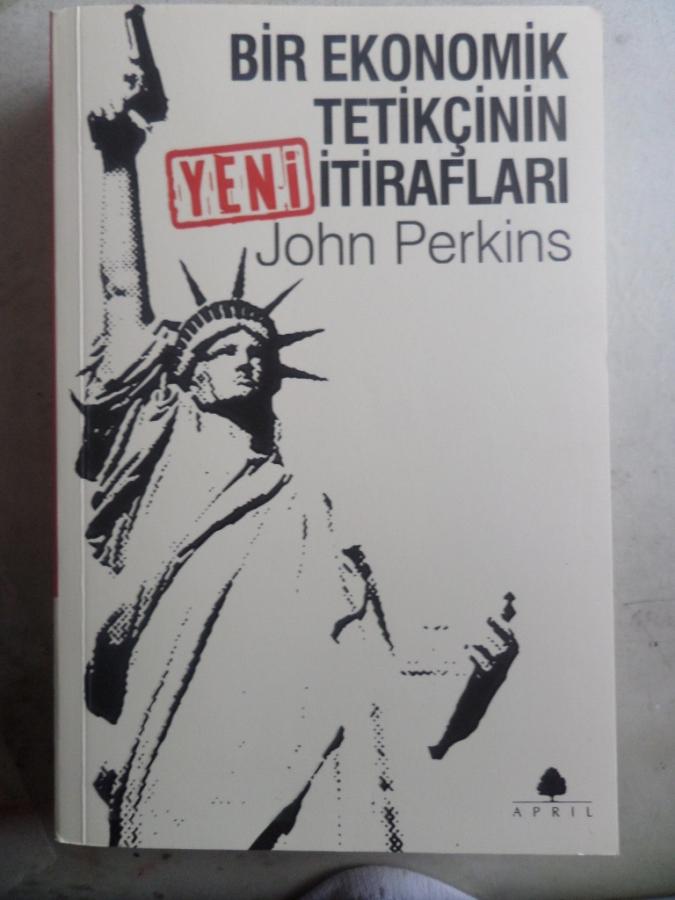 BİR EKONOMİK
TETİKÇİNİN
YENİ İTİRAFLARI
John Perkins
APRIL